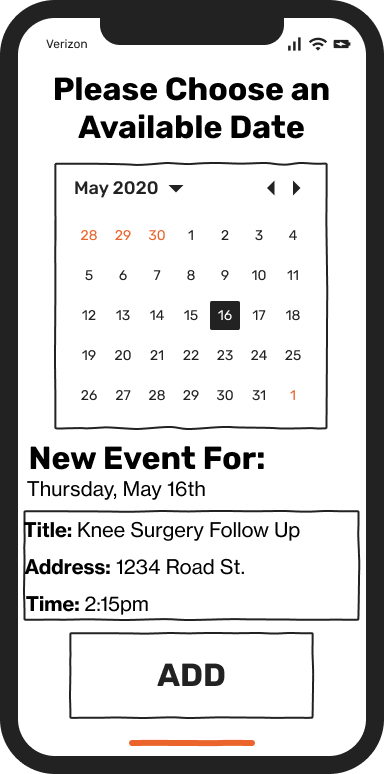 Verizon
Please Choose an
Available Date
May 2020
28 29 30 1 2 3 4
5 6 7 8 9 10 11
12 13 14 15 16 17 18
19 20 21 22 23 24 25
26 27 28 29 30 31 1
New Event For:
Thursday, May 16th
Title: Knee Surgery Follow Up
Address: 1234 Road St.
Time: 2:15pm
ADD